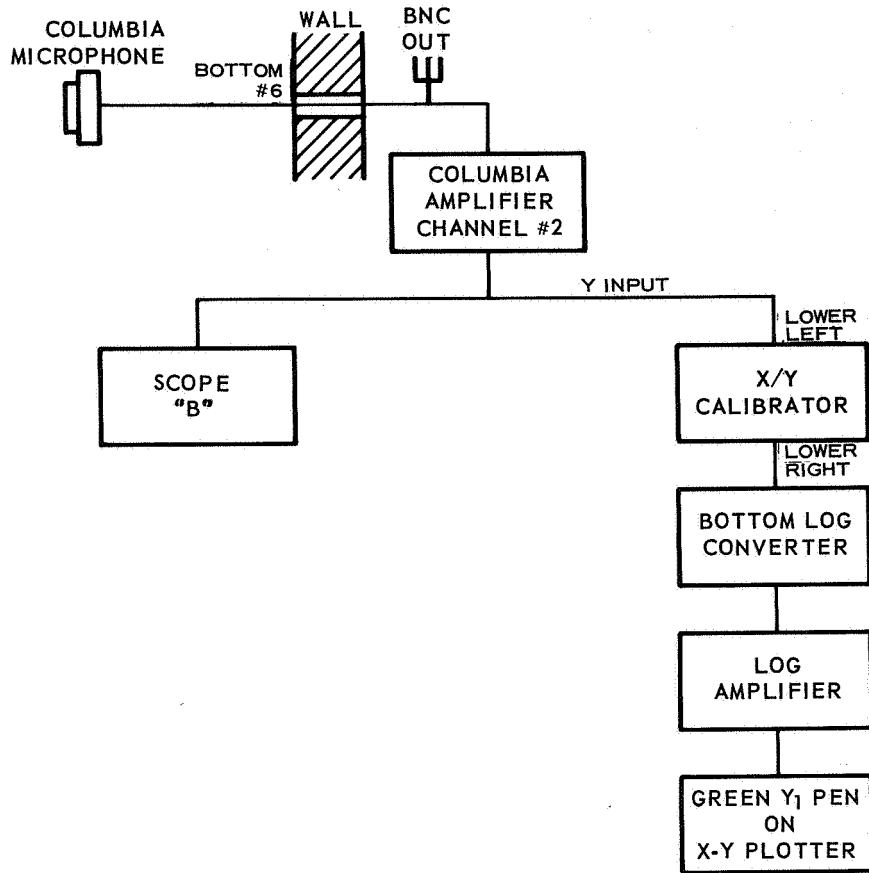 COLUMBIA
MICROPHONE
BOTTOM
#6
WALL
BNC
OUT
COLUMBIA
AMPLIFIER
CHANNEL #2
Y INPUT
SCOPE
"B"
LOWER
LEFT
X/Y
CALIBRATOR
LOWER
RIGHT
BOTTOM LOG
CONVERTER
LOG
AMPLIFIER
GREEN Y1 PEN
ON
X-Y PLOTTER